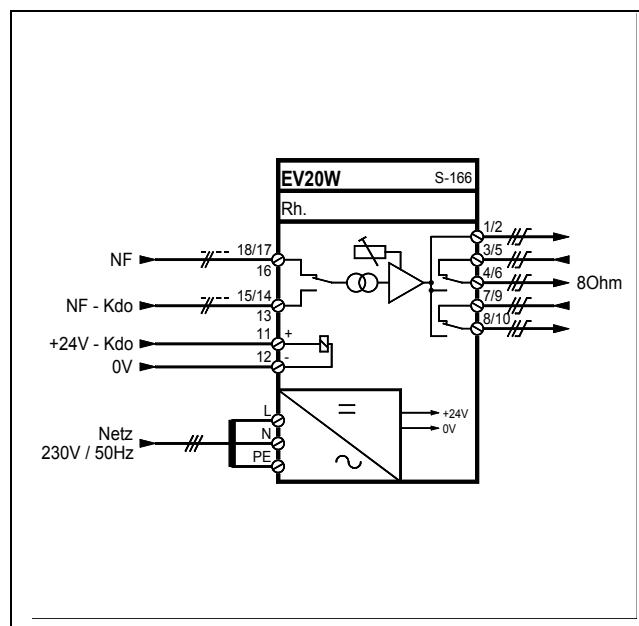 EV20W S-166
Rh.
NF 18/17
16
NF - Kdo 15/14
13
+24V - Kdo 11 +
0V 12 -
1/2
3/5
4/6 8Ohm
7/9
8/10
L
Netz N
230V / 50Hz
PE
+24V
0V